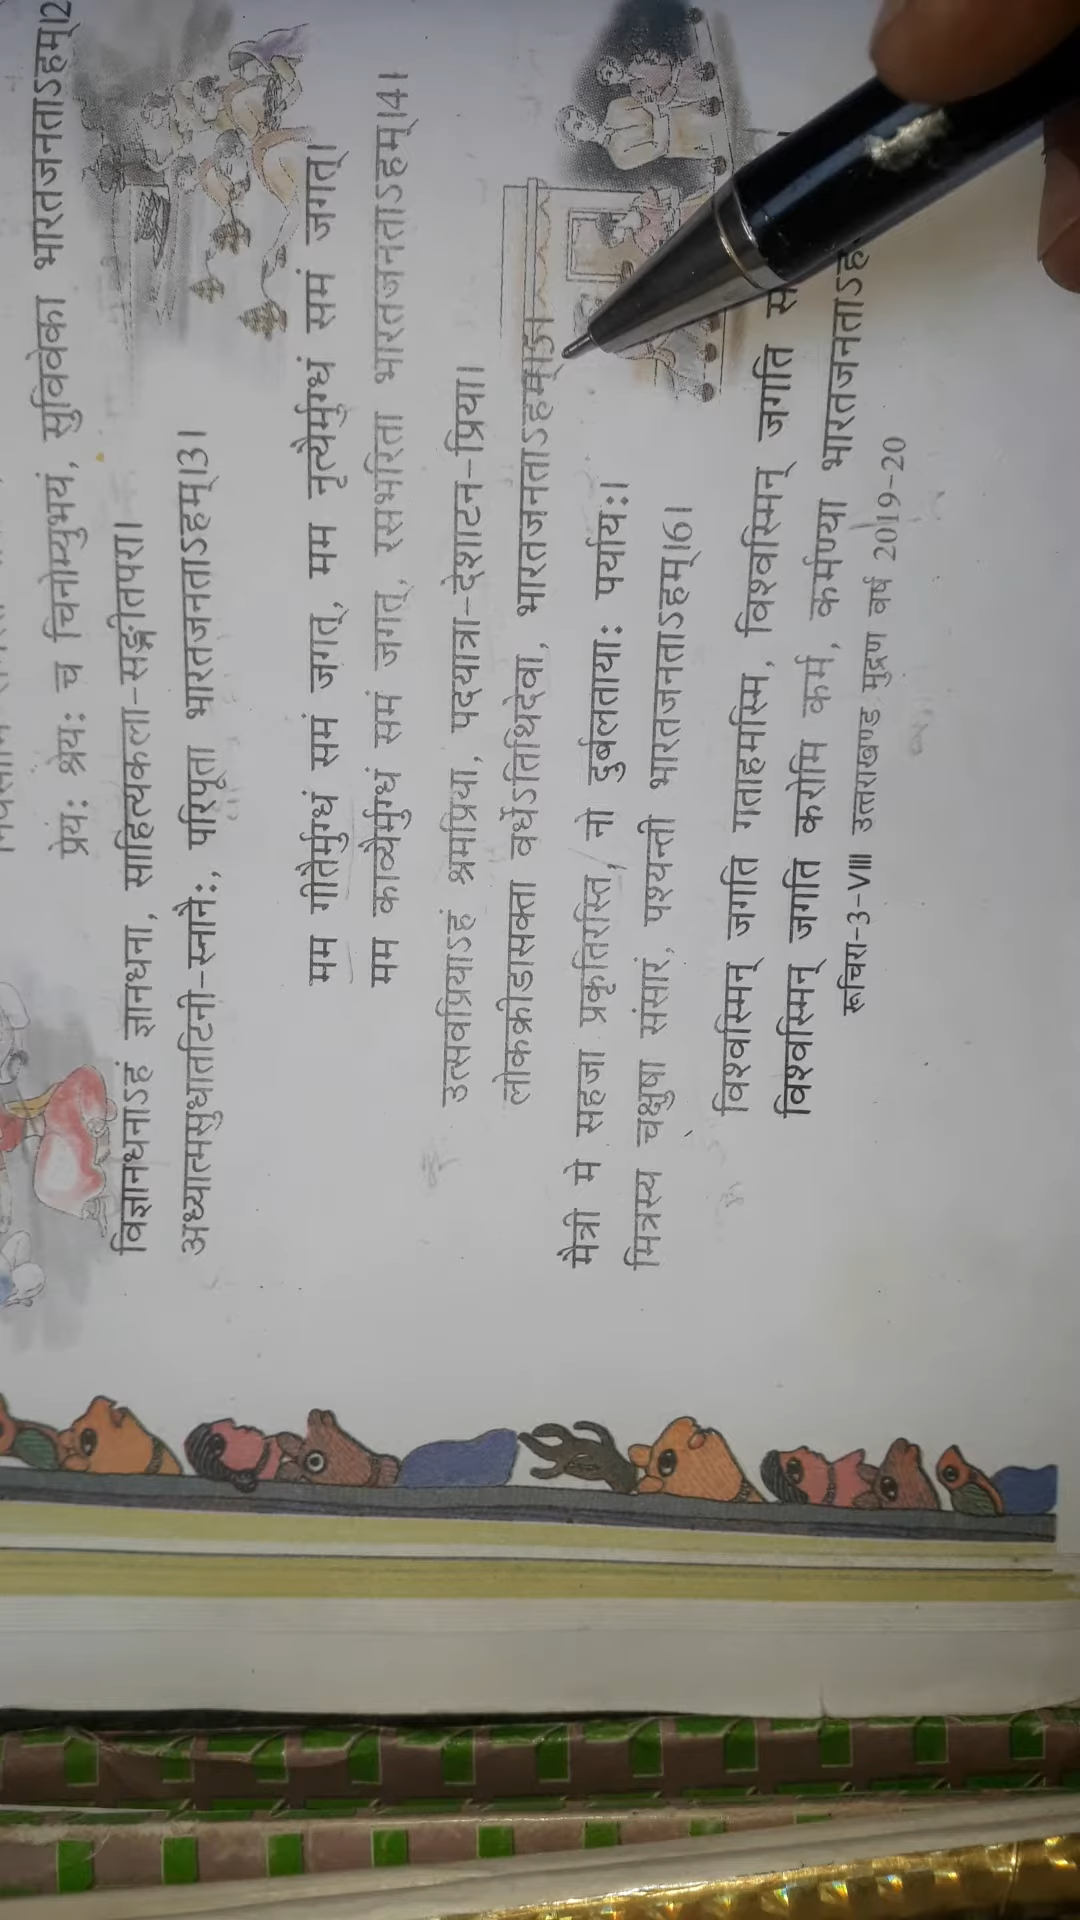 प्रेयः श्रेयः च चिनोम्युभयं, सुविवेका भारतजनताऽहम्।2
विज्ञानधनाऽहं ज्ञानधना, साहित्यकला-सङ्गीतपरा।
अध्यात्मसुधातटिनी-स्नानैः, परिपूता भारतजनताऽहम्।3।
मम गीतैर्मुग्धं समं जगत्, मम नृत्यैर्मुग्धं समं जगत्।
मम काव्यैर्मुग्धं समं जगत्, रसभरिता भारतजनताऽहम्।4।
उत्सवप्रियाऽहं श्रमप्रिया, पदयात्रा-देशाटन-प्रिया।
लोकक्रीडासक्ता वर्धेऽतिथिदेवा, भारतजनताऽहम्।5।
मैत्री मे सहजा प्रकृतिरस्ति, नो दुर्बलतायाः पर्यायः।
मित्रस्य चक्षुषा संसारं, पश्यन्ती भारतजनताऽहम्।6।
विश्वस्मिन् जगति गताहमस्मि, विश्वस्मिन् जगति
विश्वस्मिन् जगति करोमि कर्म, कर्मण्या भारतजनताऽह
रूचिरा-3-VIII उत्तराखण्ड मुद्रण वर्ष 2019-20